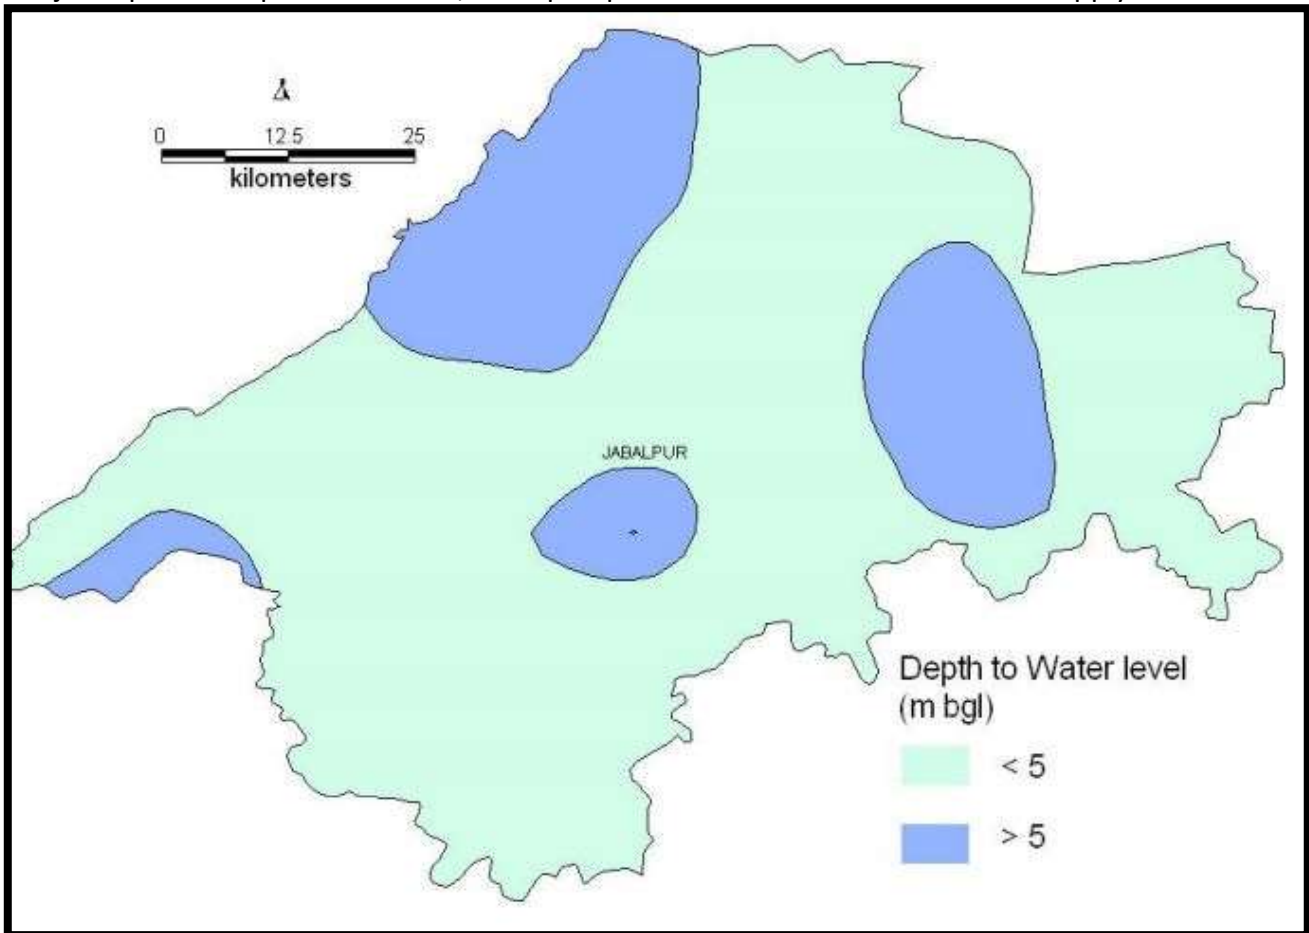 0 12.5 25
kilometers
JABALPUR
Depth to Water level
(m bgl)
< 5
> 5